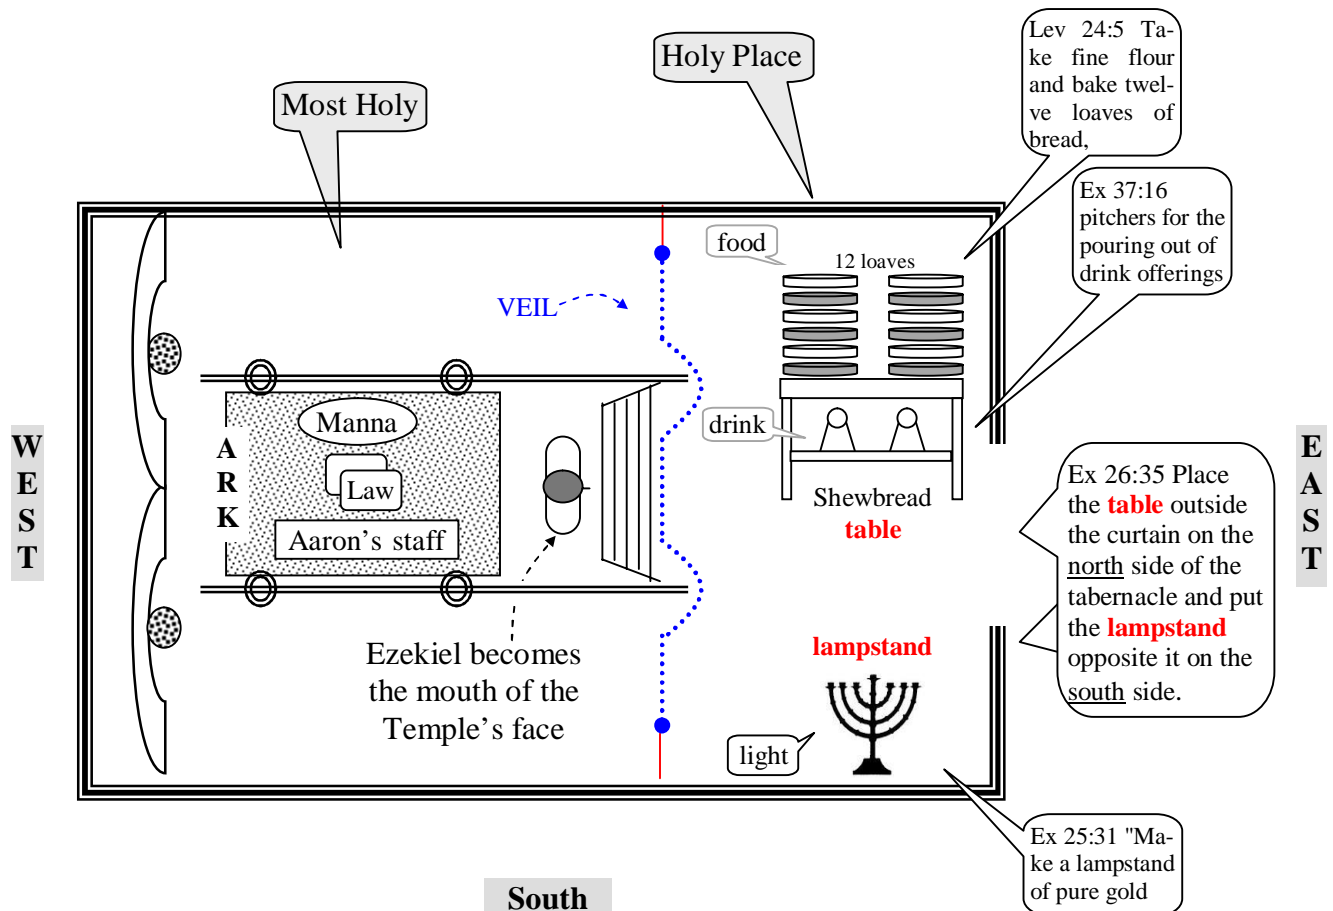 Most Holy
Holy Place
Lev 24:5 Ta-
ke fine flour
and bake twel-
ve loaves of
bread,
Ex 37:16
pitchers for the
pouring out of
drink offerings
food
12 loaves
VEIL
drink
Shewbread
table
W
E
S
T
A
R
K
Manna
Law
Aaron's staff
Ezekiel becomes
the mouth of the
Temple's face
lampstand
light
Ex 26:35 Place
the table outside
the curtain on the
north side of the
tabernacle and put
the lampstand
opposite it on the
south side.
E
A
S
T
Ex 25:31 "Ma-
ke a lampstand
of pure gold
South